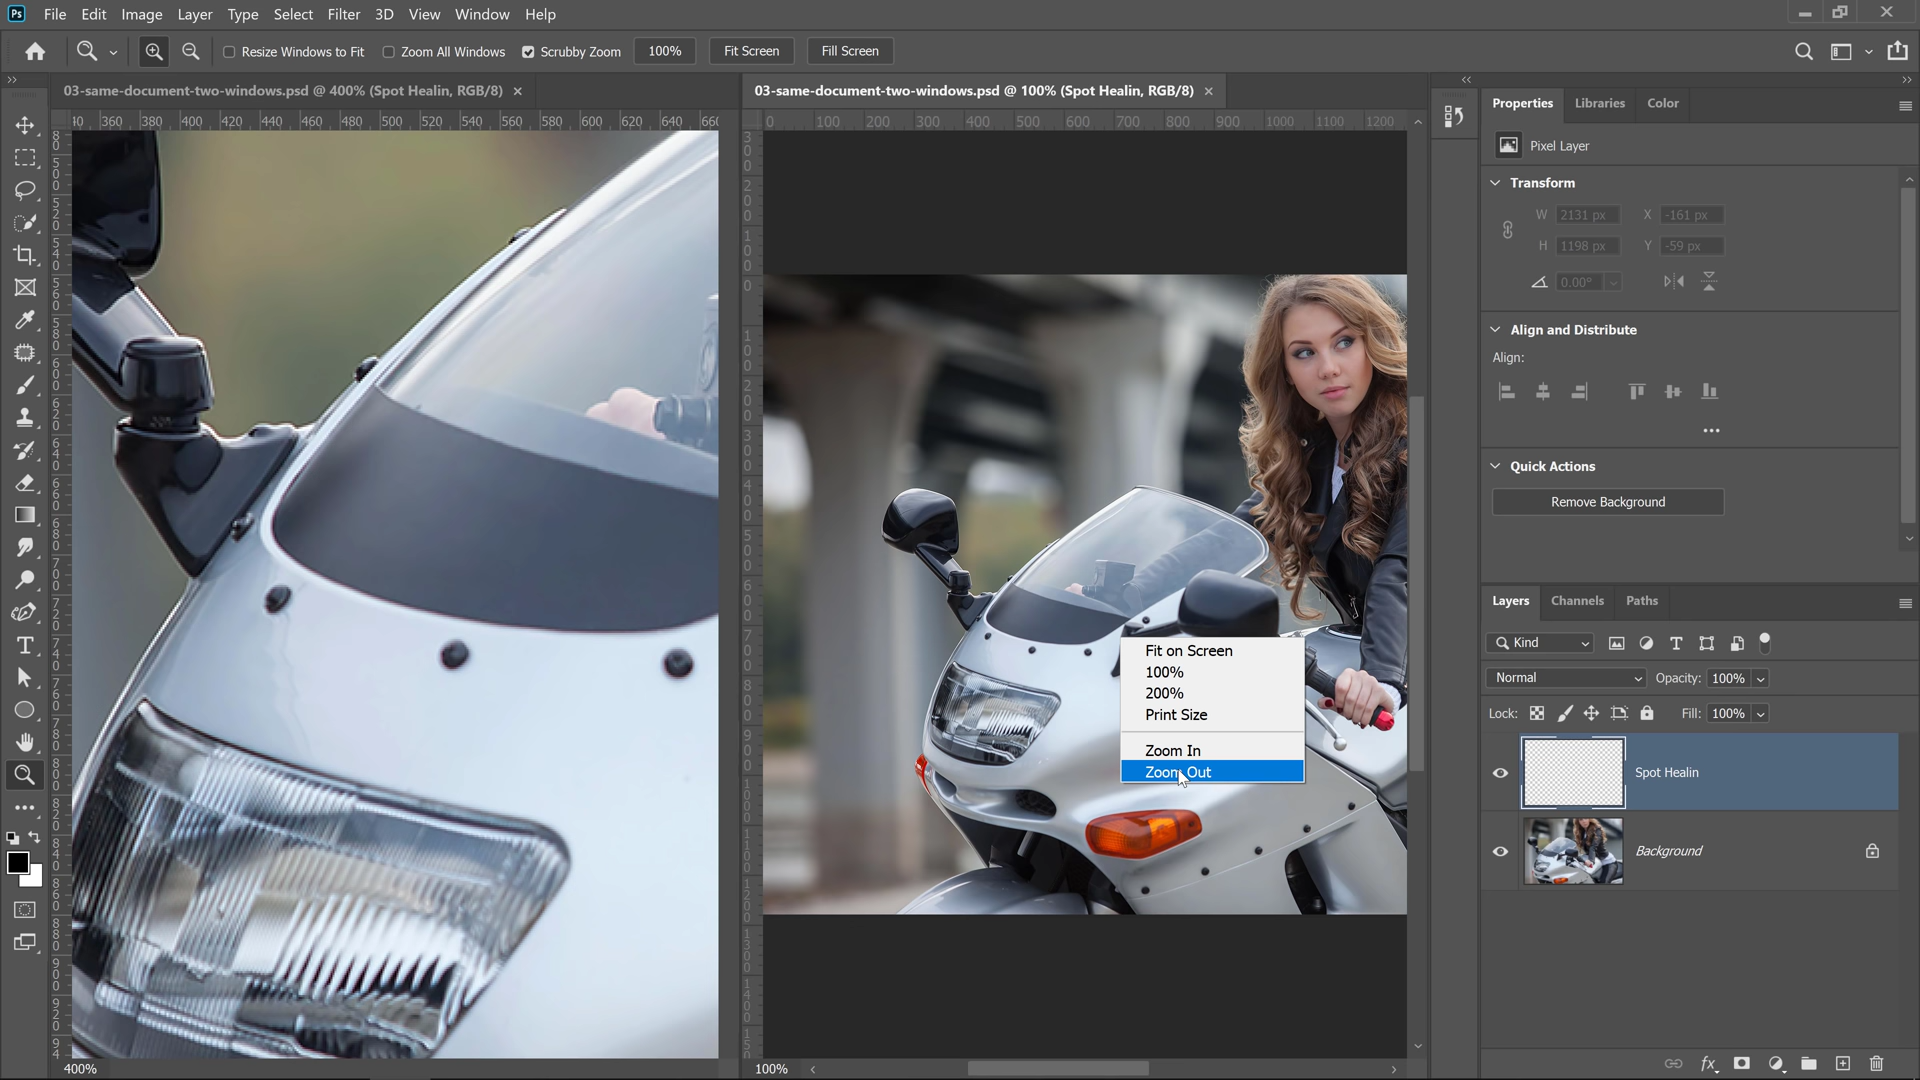 Ps File Edit Image Layer Type Select Filter 3D View Window Help
Resize Windows to Fit Zoom All Windows Scrubby Zoom 100% Fit Screen Fill Screen
03-same-document-two-windows.psd @ 400% (Spot Healin, RGB/8) ×
03-same-document-two-windows.psd @ 100% (Spot Healin, RGB/8) ×
360 380 400 420 440 460 480 500 520 540 560 580 600 620 640 660
0 100 200 300 400 500 600 700 800 900 1000 1100 1200
Fit on Screen
100%
200%
Print Size
Zoom In
Zoom Out
400%
100%
Properties Libraries Color
Pixel Layer
Transform
W 2131 px X -161 px
H 1198 px Y -59 px
0.00°
Align and Distribute
Align:
Quick Actions
Remove Background
Layers Channels Paths
Kind
Normal Opacity: 100%
Lock: Fill: 100%
Spot Healin
Background